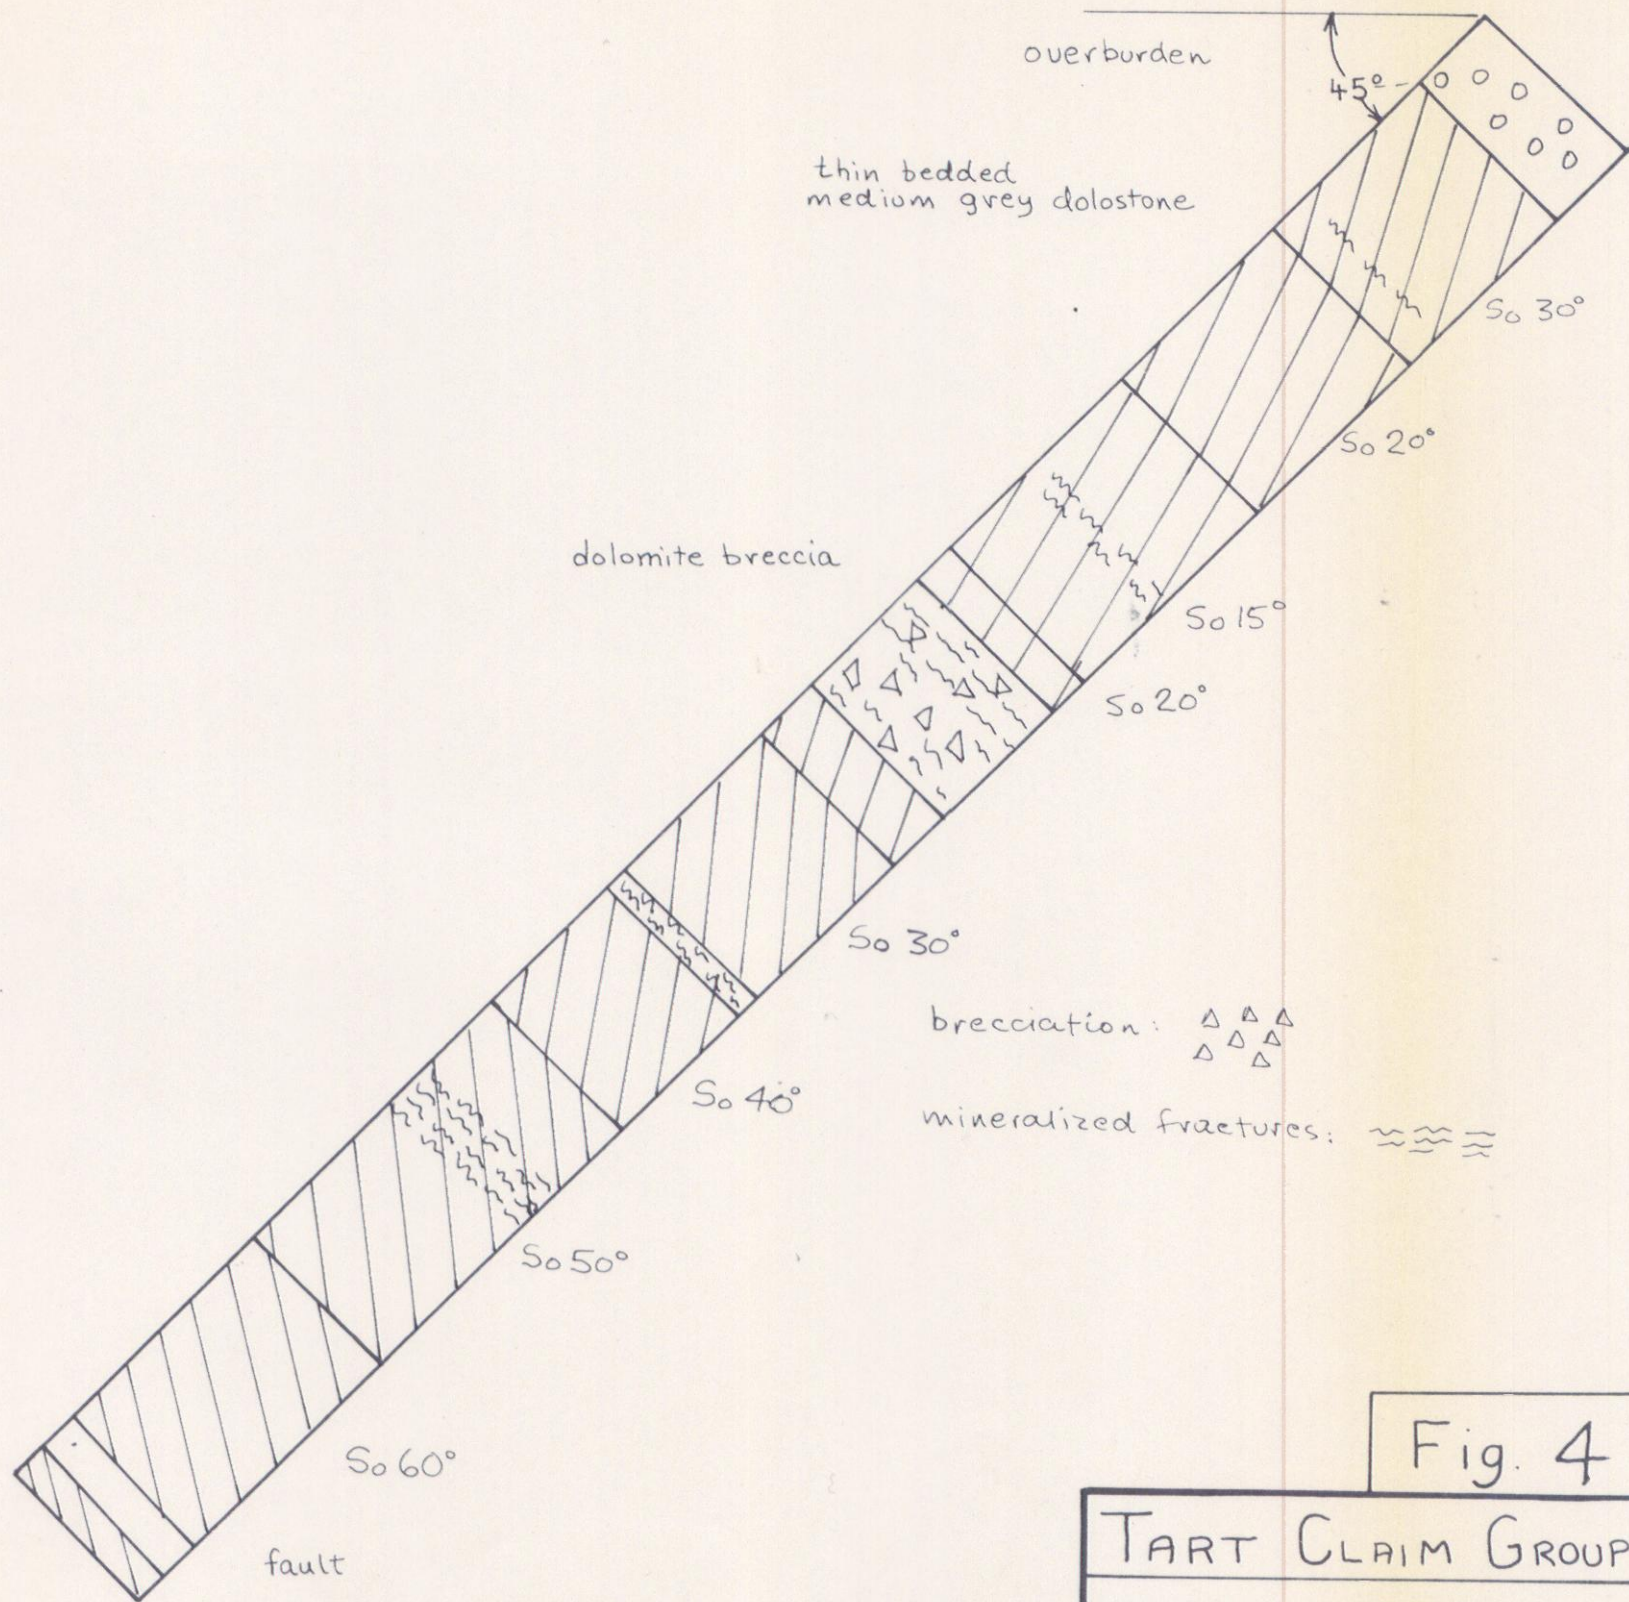 overburden
45º
thin bedded
medium grey dolostone
So 30°
So 20°
dolomite breccia
So 15°
So 20°
So 30°
brecciation:
So 40°
mineralized fractures:
So 50°
Fig. 4
So 60°
TART CLAIM GROUP
fault